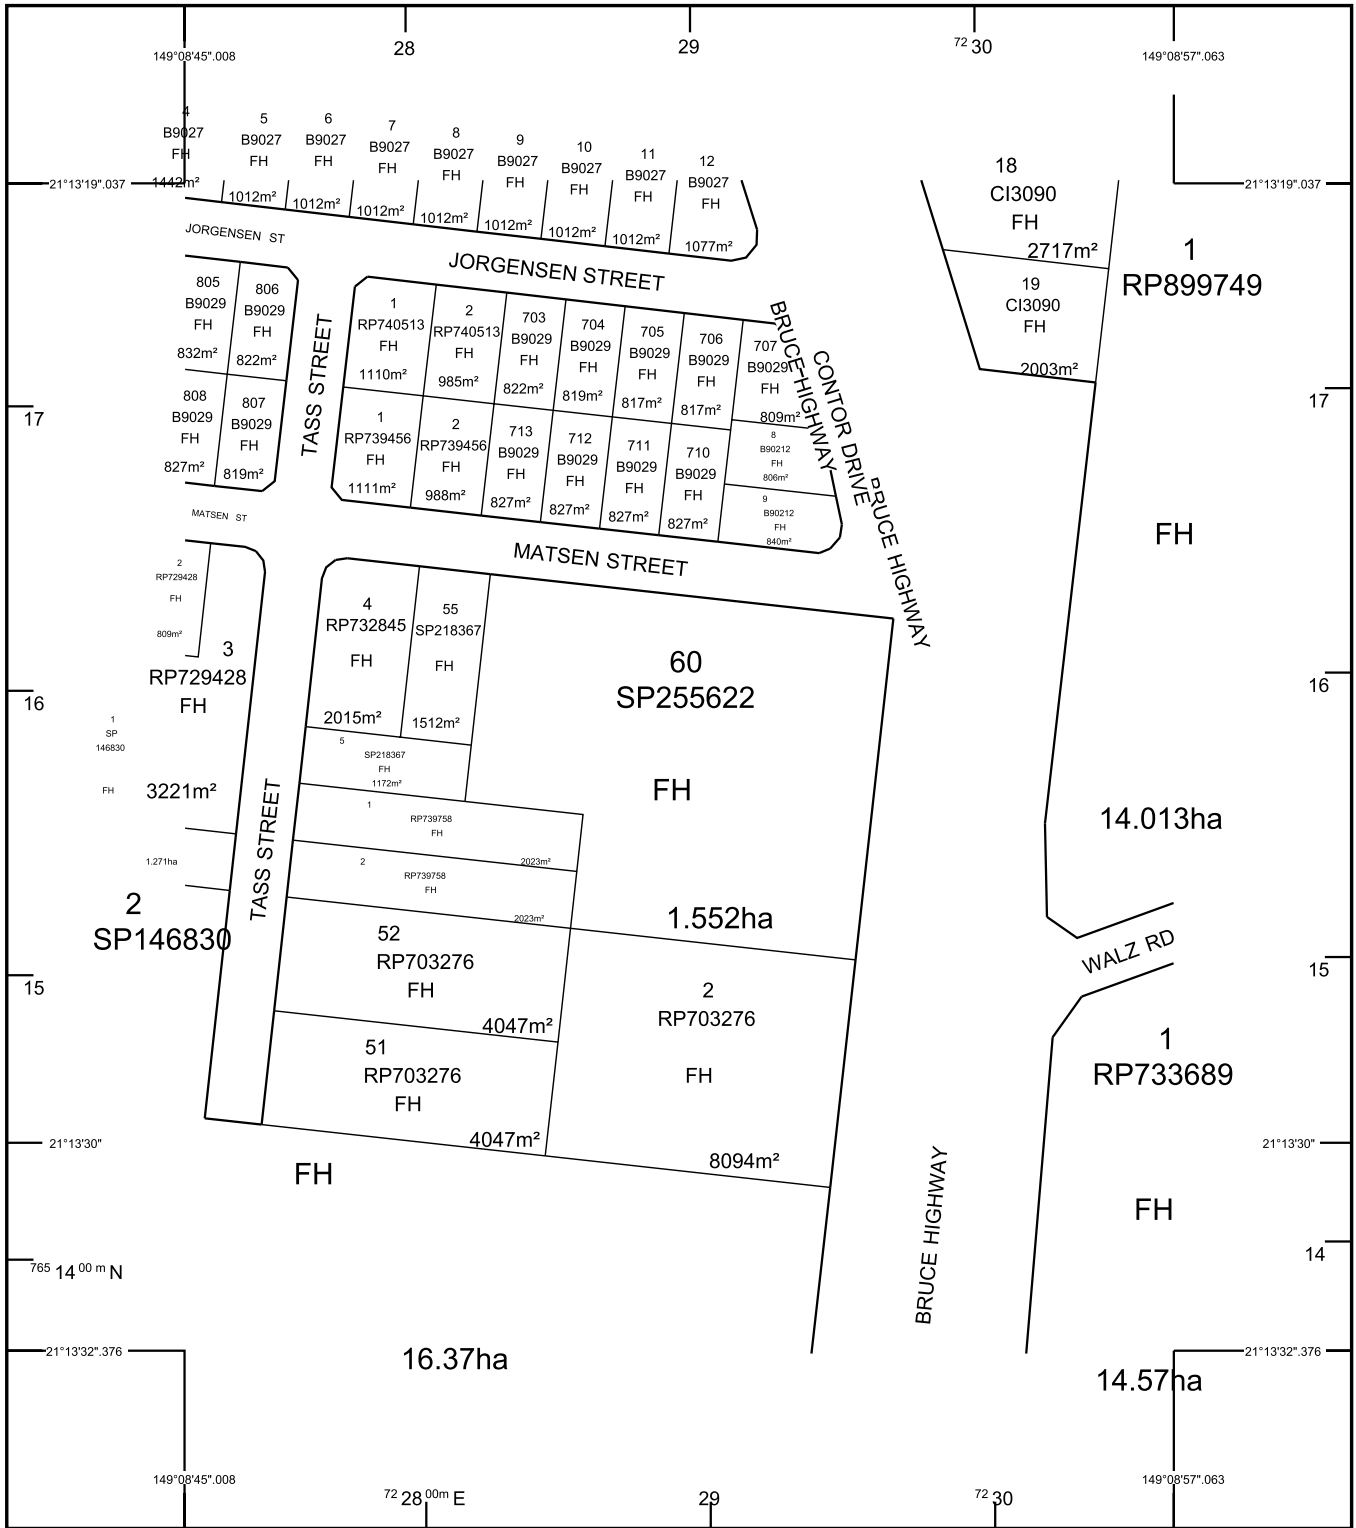 28
29
72 30
149°08'45".008
149°08'57".063
4
B9027
FH
1442m²
5
B9027
FH
1012m²
6
B9027
FH
1012m²
7
B9027
FH
1012m²
8
B9027
FH
1012m²
9
B9027
FH
1012m²
10
B9027
FH
1012m²
11
B9027
FH
1012m²
12
B9027
FH
1077m²
18
CI3090
FH
2717m²
21°13'19".037
21°13'19".037
JORGENSEN ST
JORGENSEN STREET
1
RP899749
19
CI3090
FH
2003m²
805
B9029
FH
832m²
806
B9029
FH
822m²
TASS STREET
1
RP740513
FH
1110m²
2
RP740513
FH
985m²
703
B9029
FH
822m²
704
B9029
FH
819m²
705
B9029
FH
817m²
706
B9029
FH
817m²
707
B9029
FH
809m²
BRUCE HIGHWAY
CONTOR DRIVE
BRUCE HIGHWAY
17
17
808
B9029
FH
827m²
807
B9029
FH
819m²
1
RP739456
FH
1111m²
2
RP739456
FH
988m²
713
B9029
FH
827m²
712
B9029
FH
827m²
711
B9029
FH
827m²
710
B9029
FH
827m²
8
B90212
FH
806m²
9
B90212
FH
840m²
FH
MATSEN ST
MATSEN STREET
2
RP729428
FH
809m²
3
RP729428
FH
3221m²
4
RP732845
FH
2015m²
55
SP218367
FH
1512m²
60
SP255622
FH
1.552ha
16
16
1
SP
146830
FH
1.271ha
5
SP218367
FH
1172m²
1
RP739758
FH
2023m²
2
RP739758
FH
2023m²
14.013ha
TASS STREET
2
SP146830
52
RP703276
FH
4047m²
WALZ RD
15
15
2
RP703276
FH
8094m²
51
RP703276
FH
4047m²
1
RP733689
21°13'30"
21°13'30"
FH
FH
BRUCE HIGHWAY
14
765 14 00 m N
21°13'32".376
21°13'32".376
16.37ha
14.57ha
149°08'45".008
149°08'57".063
72 28 00m E
29
72 30